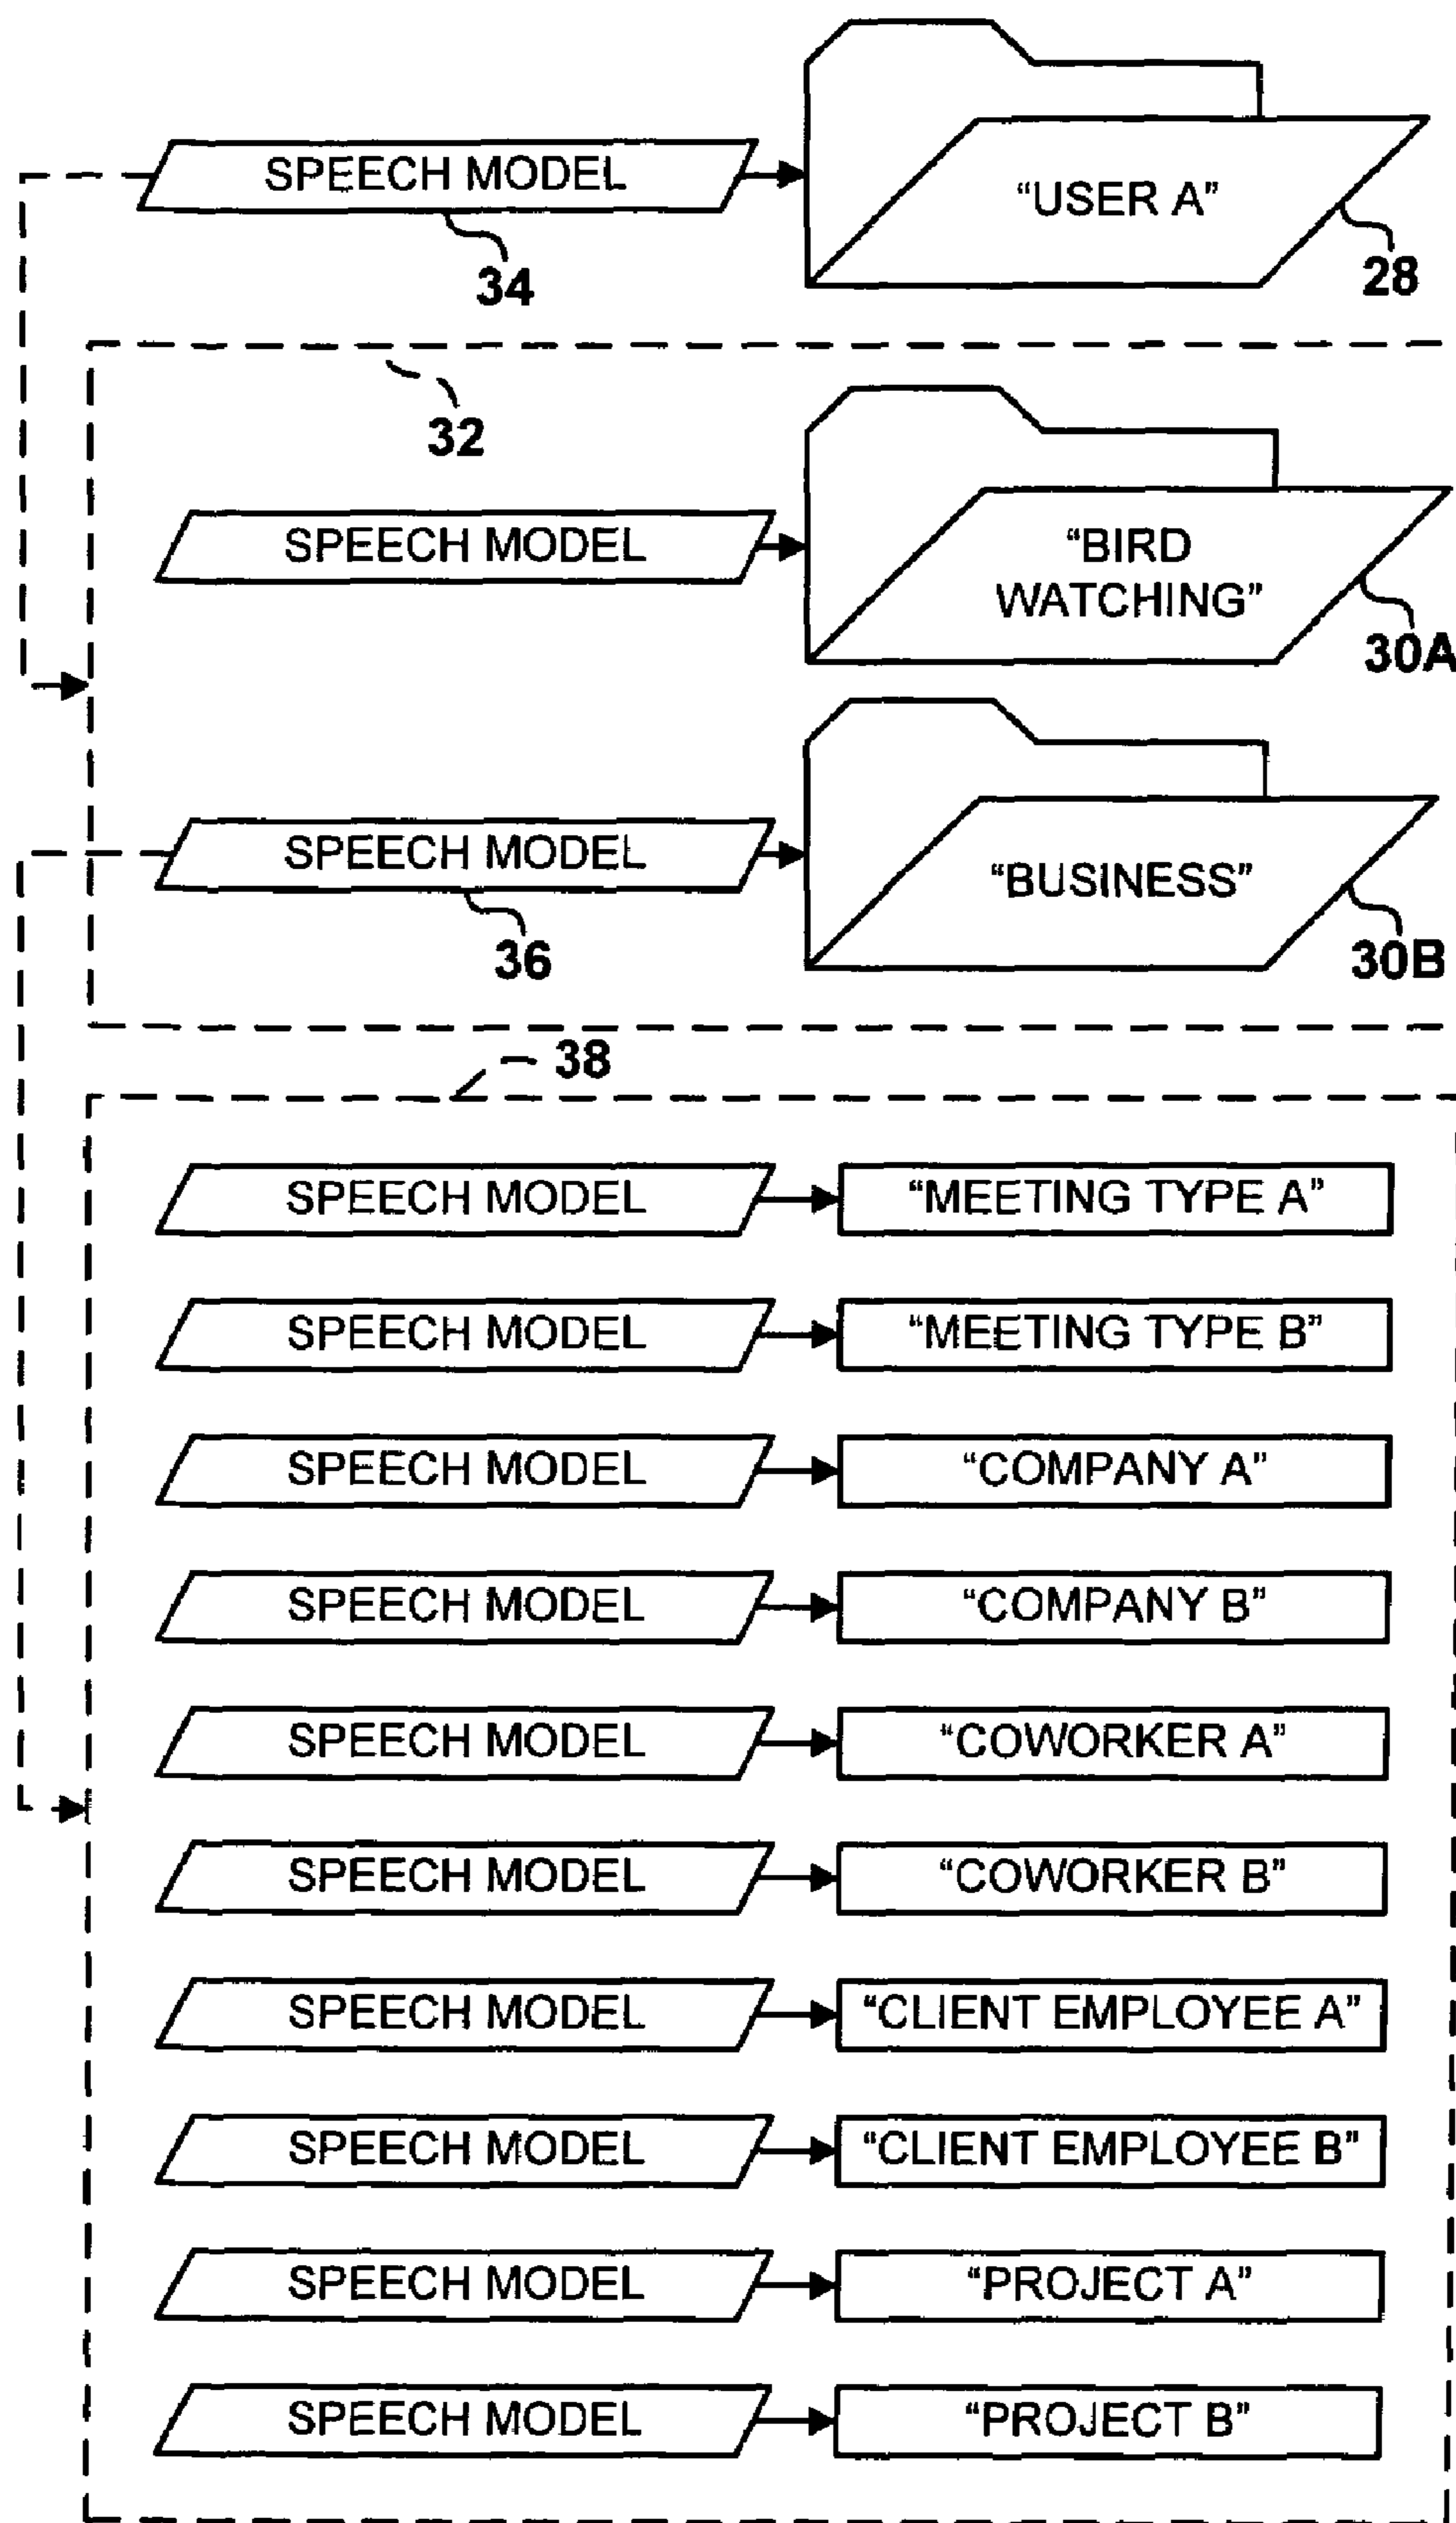 SPEECH MODEL
“USER A”
34
28
32
SPEECH MODEL
“BIRD
WATCHING”
30A
SPEECH MODEL
“BUSINESS”
36
30B
38
SPEECH MODEL
“MEETING TYPE A”
SPEECH MODEL
“MEETING TYPE B”
SPEECH MODEL
“COMPANY A”
SPEECH MODEL
“COMPANY B”
SPEECH MODEL
“COWORKER A”
SPEECH MODEL
“COWORKER B”
SPEECH MODEL
“CLIENT EMPLOYEE A”
SPEECH MODEL
“CLIENT EMPLOYEE B”
SPEECH MODEL
“PROJECT A”
SPEECH MODEL
“PROJECT B”